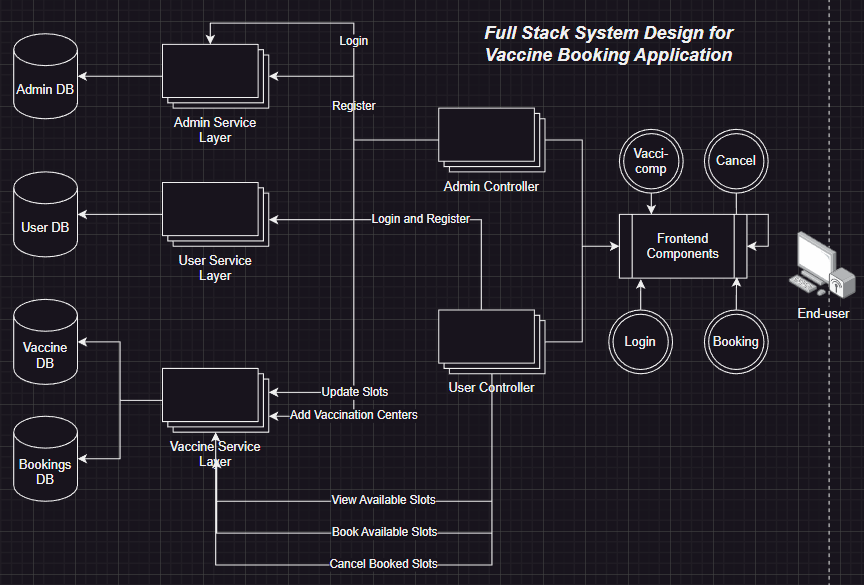 Full Stack System Design for
Vaccine Booking Application
Login
Admin DB
Register
Admin Service
Layer
Admin Controller
Vacci-
comp
Cancel
User DB
Login and Register
User Service
Layer
Frontend
Components
End-user
Login
Booking
Vaccine
DB
User Controller
Update Slots
Add Vaccination Centers
Vaccine Service
Layer
Bookings
DB
View Available Slots
Book Available Slots
Cancel Booked Slots